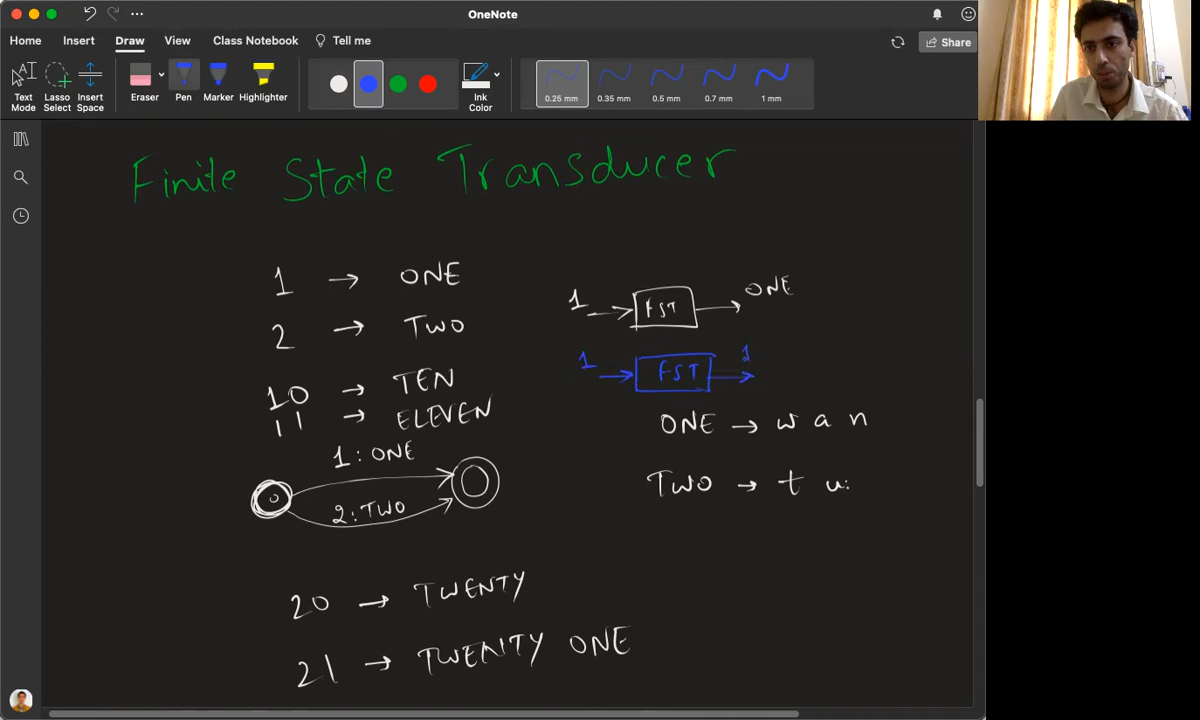 OneNote
Home Insert Draw View Class Notebook Tell me Share
Text Mode Lasso Select Insert Space Eraser Pen Marker Highlighter Ink Color 0.25 mm 0.35 mm 0.5 mm 0.7 mm 1 mm
Finite State Transducer
1 → ONE
2 → TWO
10 → TEN
11 → ELEVEN
1 : ONE
0
2 : TWO
20 → TWENTY
21 → TWENTY ONE
1 → FST → ONE
1 → FST → 1
ONE → w a n
TWO → t u: